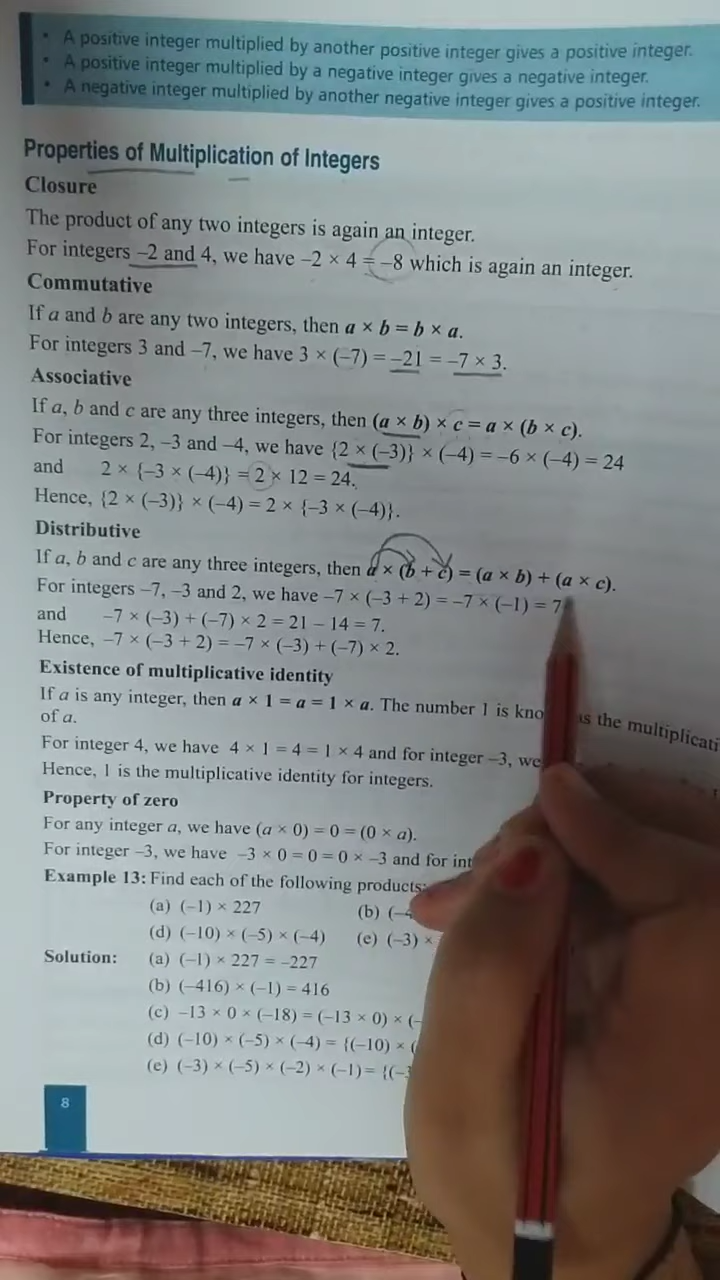 • A positive integer multiplied by another positive integer gives a positive integer.
• A positive integer multiplied by a negative integer gives a negative integer.
• A negative integer multiplied by another negative integer gives a positive integer.
Properties of Multiplication of Integers
Closure
The product of any two integers is again an integer.
For integers –2 and 4, we have –2 × 4 = –8 which is again an integer.
Commutative
If a and b are any two integers, then a × b = b × a.
For integers 3 and –7, we have 3 × (–7) = –21 = –7 × 3.
Associative
If a, b and c are any three integers, then (a × b) × c = a × (b × c).
For integers 2, –3 and –4, we have {2 × (–3)} × (–4) = –6 × (–4) = 24
and 2 × {–3 × (–4)} = 2 × 12 = 24.
Hence, {2 × (–3)} × (–4) = 2 × {–3 × (–4)}.
Distributive
If a, b and c are any three integers, then a × (b + c) = (a × b) + (a × c).
For integers –7, –3 and 2, we have –7 × (–3 + 2) = –7 × (–1) = 7
and –7 × (–3) + (–7) × 2 = 21 – 14 = 7.
Hence, –7 × (–3 + 2) = –7 × (–3) + (–7) × 2.
Existence of multiplicative identity
If a is any integer, then a × 1 = a = 1 × a. The number 1 is as the
of a.
For integer 4, we have 4 × 1 = 4 = 1 × 4 and for integer –3, we
Hence, 1 is the multiplicative identity for integers.
Property of zero
For any integer a, we have (a × 0) = 0 = (0 × a).
For integer –3, we have –3 × 0 = 0 = 0 × –3 and for
Example 13: Find each of the following products:
(a) (–1) × 227 (b) (–4
(d) (–10) × (–5) × (–4) (e) (–3) ×
Solution: (a) (–1) × 227 = –227
(b) (–416) × (–1) = 416
(c) –13 × 0 × (–18) = (–13 × 0) × (–
(d) (–10) × (–5) × (–4) = {(–10) × (
(e) (–3) × (–5) × (–2) × (–1) = {(–3
8